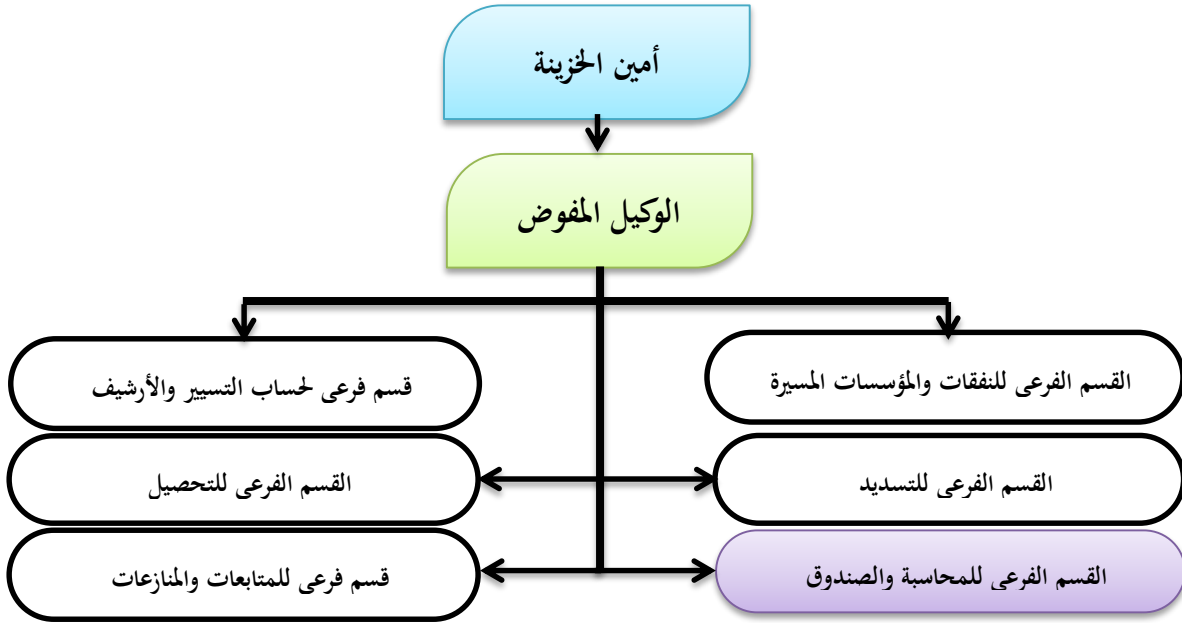 أمين الخزينة
الوكيل المفوض
القسم الفرعي للنفقات والمؤسسات المسيرة
قسم فرعي لحساب التسيير والأرشيف
القسم الفرعي للتسديد
القسم الفرعي للتحصيل
القسم الفرعي للمحاسبة والصندوق
قسم فرعي للمتابعات والمنازعات